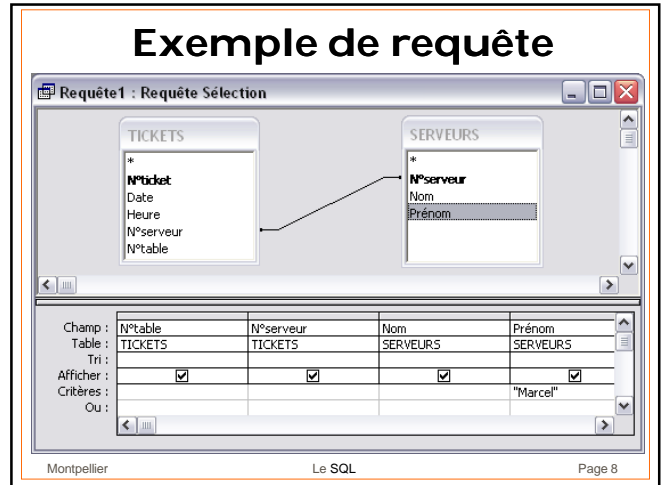 Exemple de requête
Requête1 : Requête Sélection
TICKETS
*
N°ticket
Date
Heure
N°serveur
N°table
SERVEURS
*
N°serveur
Nom
Prénom
Champ : N°table N°serveur Nom Prénom
Table : TICKETS TICKETS SERVEURS SERVEURS
Tri :
Afficher :
Critères : "Marcel"
Ou :
Montpellier Le SQL Page 8